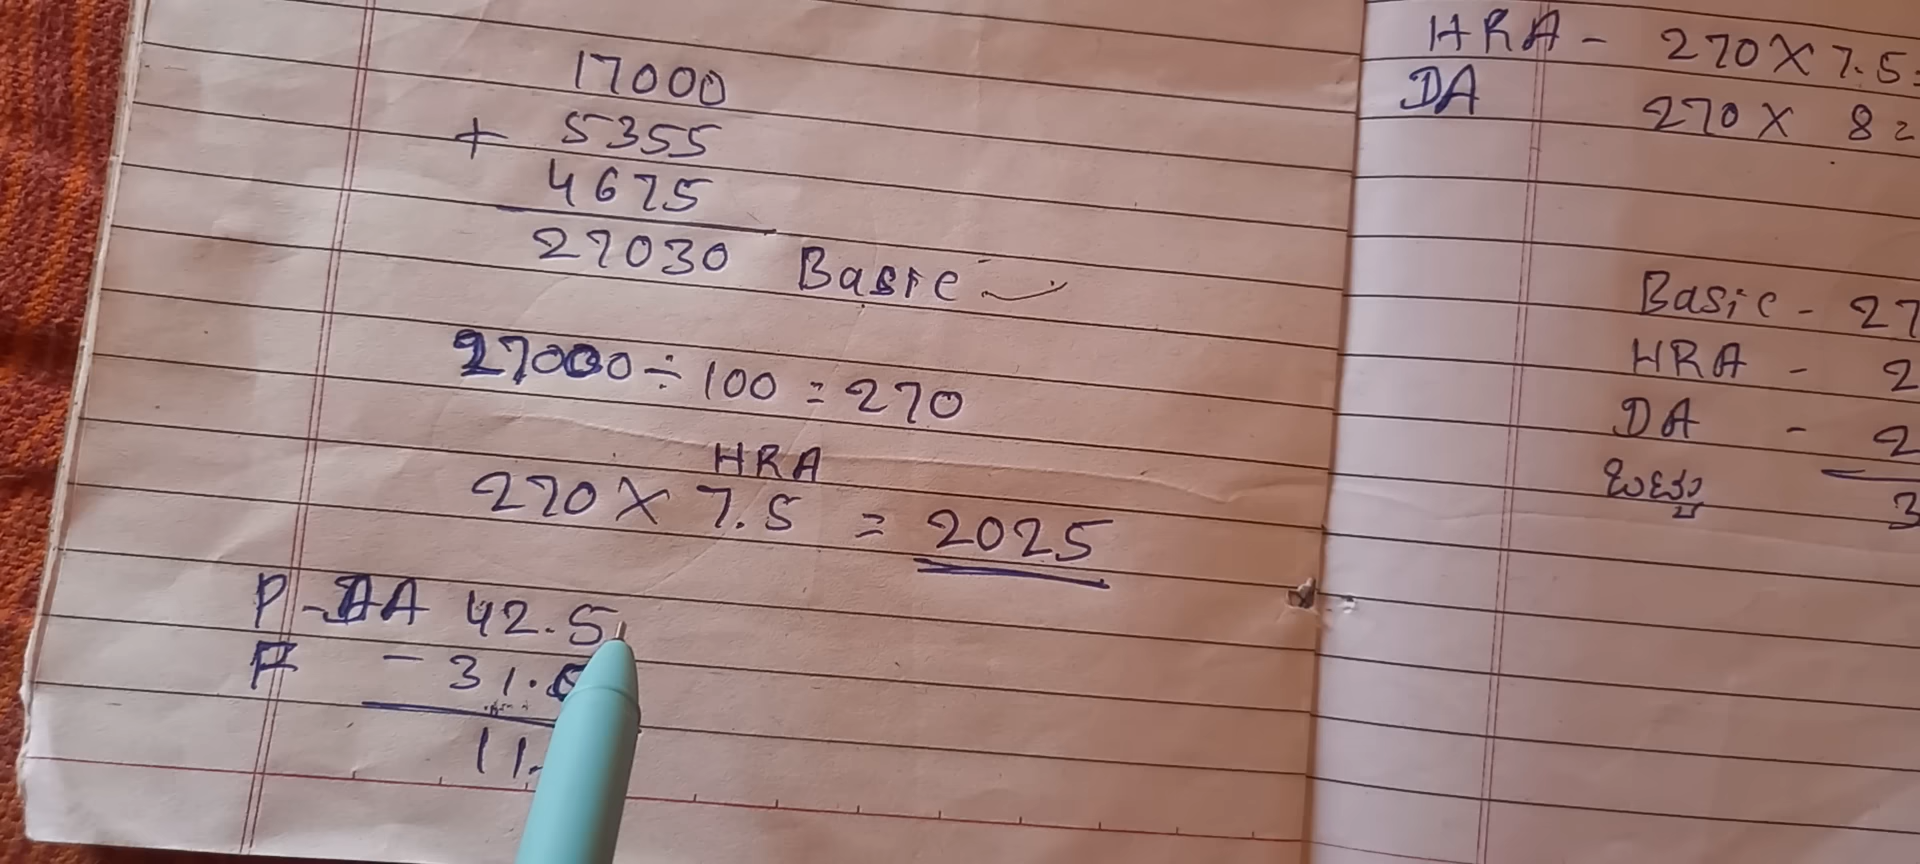 17000
+ 5355
4675
27030 Basic
27000 ÷ 100 = 270
HRA
270 X 7.5 = 2025
P - DA 42.5
F - 31.
11.
HRA - 270 X 7.5 =
DA 270 X 8 =
Basic - 27
HRA - 2
DA - 2
ಒಟ್ಟು 3